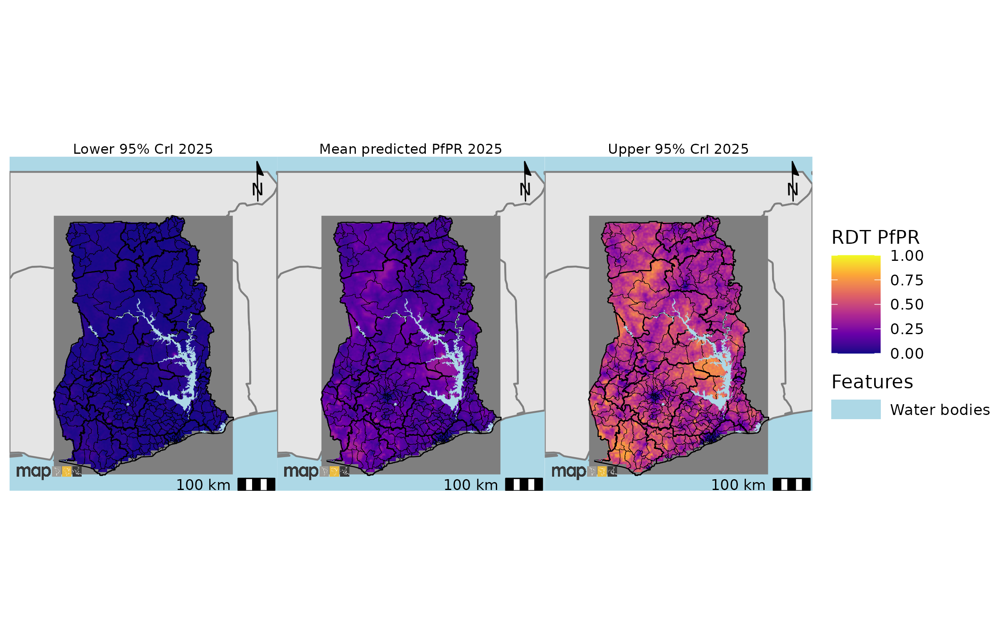 Lower 95% CrI 2025
Mean predicted PfPR 2025
Upper 95% CrI 2025
N
N
N
RDT PfPR
1.00
0.75
0.50
0.25
0.00
Features
Water bodies
map
map
map
100 km
100 km
100 km